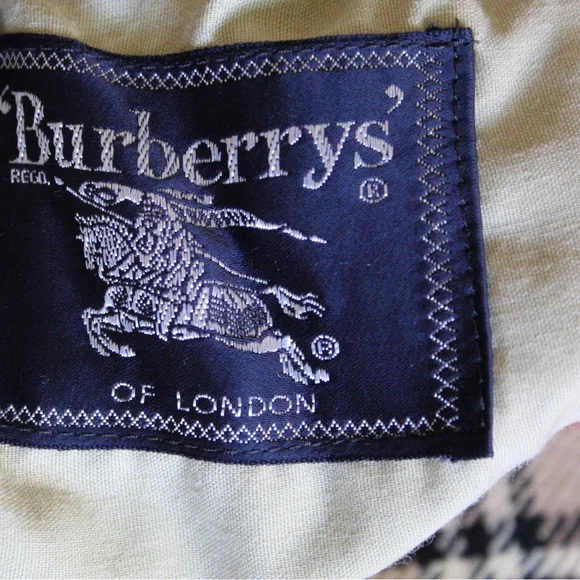 'Burberrys'
REGD. ®
®
OF LONDON